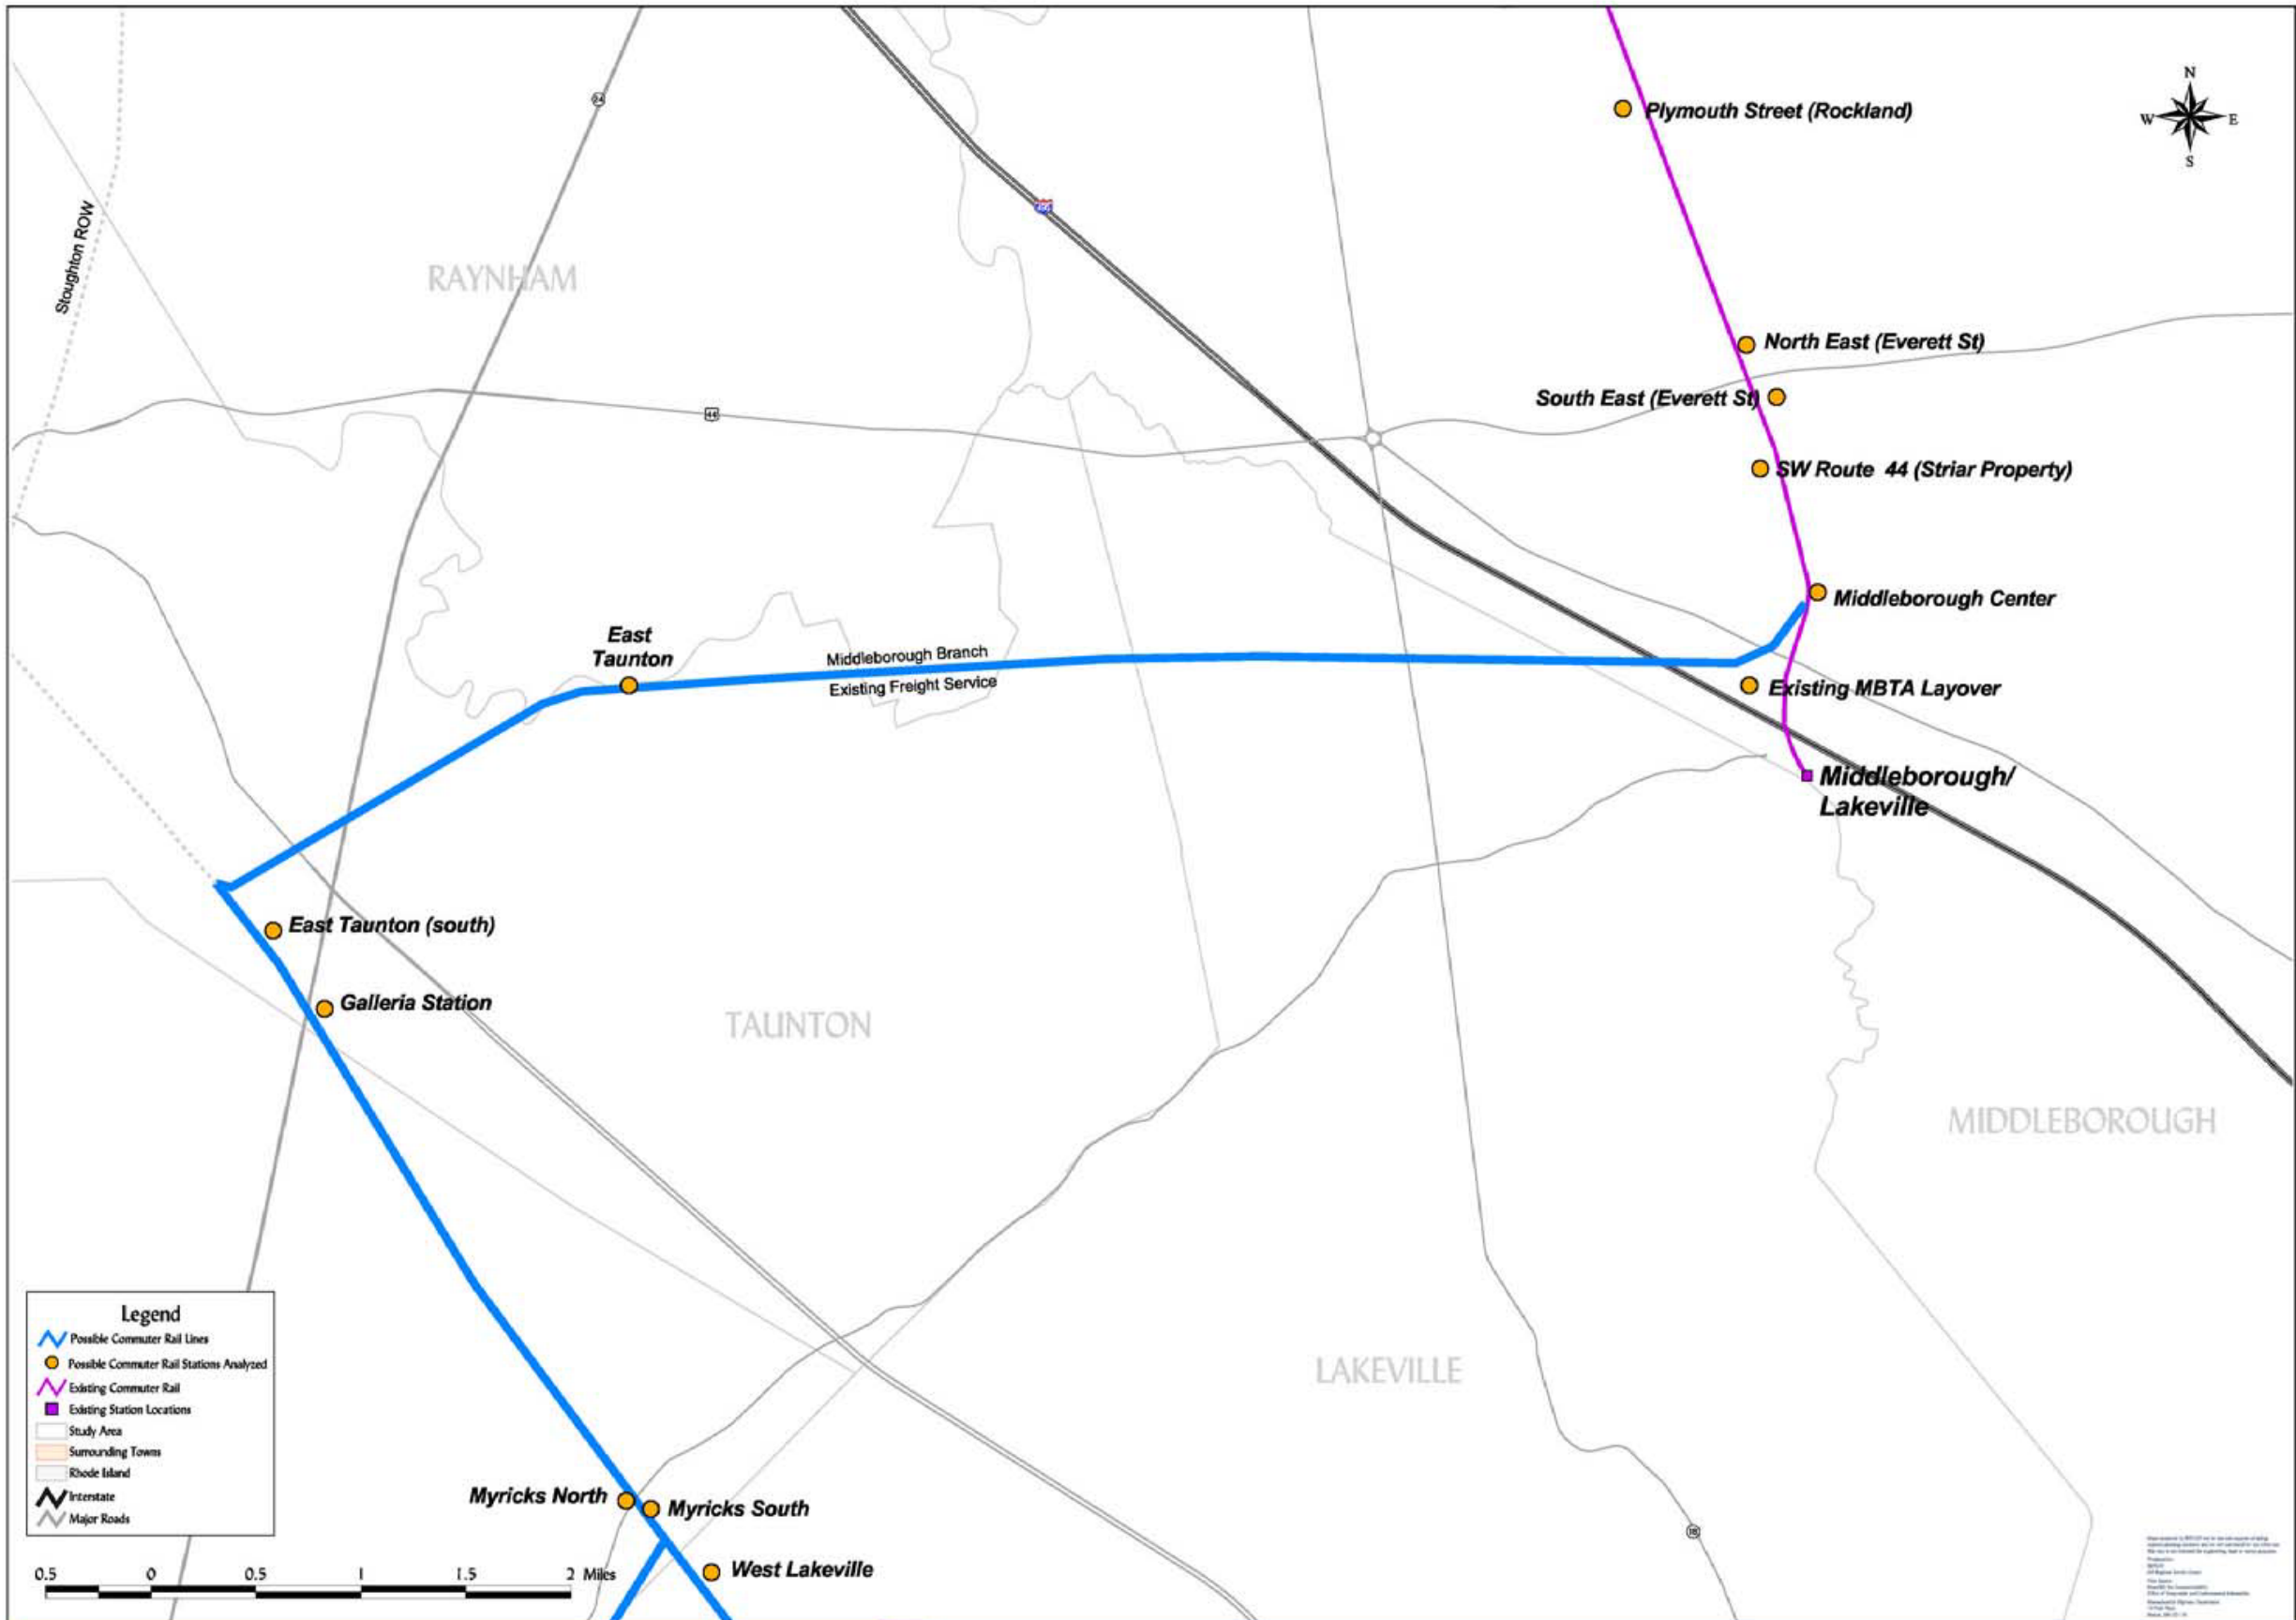 N
W E
S
24
Plymouth Street (Rockland)
Stoughton ROW
RAYNHAM
North East (Everett St)
South East (Everett St)
44
SW Route 44 (Striar Property)
Middleborough Center
East
Taunton
Middleborough Branch
Existing Freight Service
Existing MBTA Layover
Middleborough/
Lakeville
East Taunton (south)
Galleria Station
TAUNTON
MIDDLEBOROUGH
LAKEVILLE
Myricks North
Myricks South
18
West Lakeville
Legend
Possible Commuter Rail Lines
Possible Commuter Rail Stations Analyzed
Existing Commuter Rail
Existing Station Locations
Study Area
Surrounding Towns
Rhode Island
Interstate
Major Roads
0.5 0 0.5 1 1.5 2 Miles